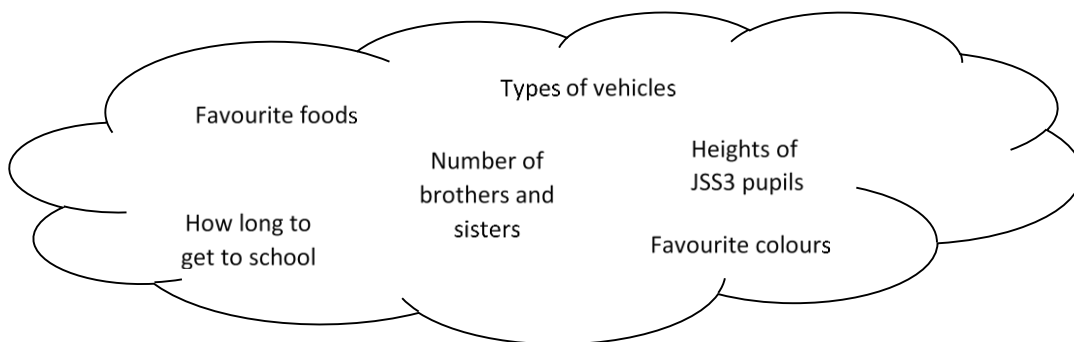 Types of vehicles
Favourite foods
Number of
brothers and
sisters
Heights of
JSS3 pupils
How long to
get to school
Favourite colours